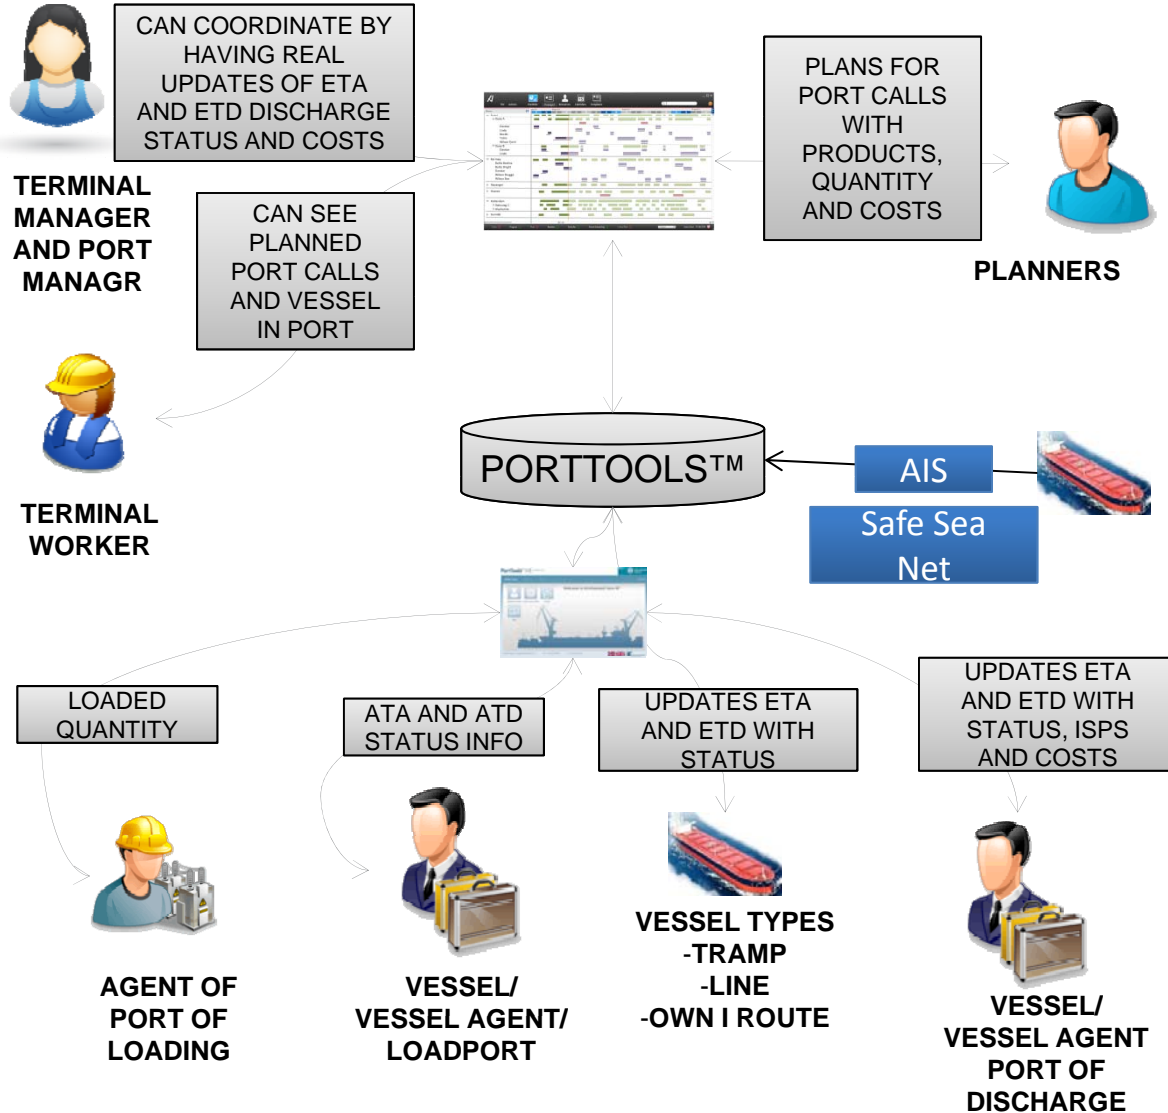 CAN COORDINATE BY
HAVING REAL
UPDATES OF ETA
AND ETD DISCHARGE
STATUS AND COSTS
PLANS FOR
PORT CALLS
WITH
PRODUCTS,
QUANTITY
AND COSTS
TERMINAL
MANAGER
AND PORT
MANAGR
CAN SEE
PLANNED
PORT CALLS
AND VESSEL
IN PORT
PLANNERS
TERMINAL
WORKER
PORTTOOLS™
AIS
Safe Sea
Net
LOADED
QUANTITY
ATA AND ATD
STATUS INFO
UPDATES ETA
AND ETD WITH
STATUS
UPDATES ETA
AND ETD WITH
STATUS, ISPS
AND COSTS
AGENT OF
PORT OF
LOADING
VESSEL/
VESSEL AGENT/
LOADPORT
VESSEL TYPES
-TRAMP
-LINE
-OWN I ROUTE
VESSEL/
VESSEL AGENT
PORT OF
DISCHARGE